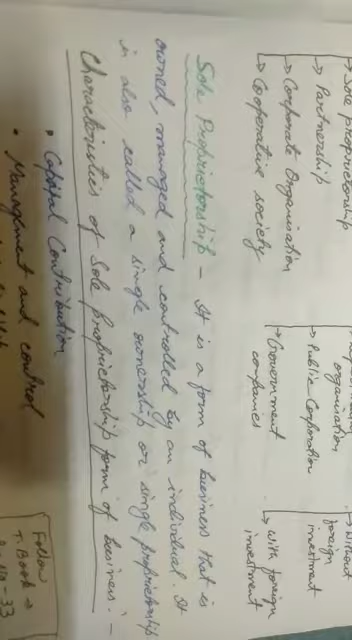 → Sole proprietorship
→ Partnership
→ Corporate Organisation
→ Cooperative society
organisation
→ Public Corporation
→ Government
companies
→ Without
foreign
investment
→ With foreign
investment
Sole Proprietorship - It is a form of business that is
owned, managed and controlled by an individual. It
is also called a single ownership or single proprietorship
Characteristics of Sole proprietorship form of business: -
• Capital Contribution
• Management and control
Follow
T. Book →